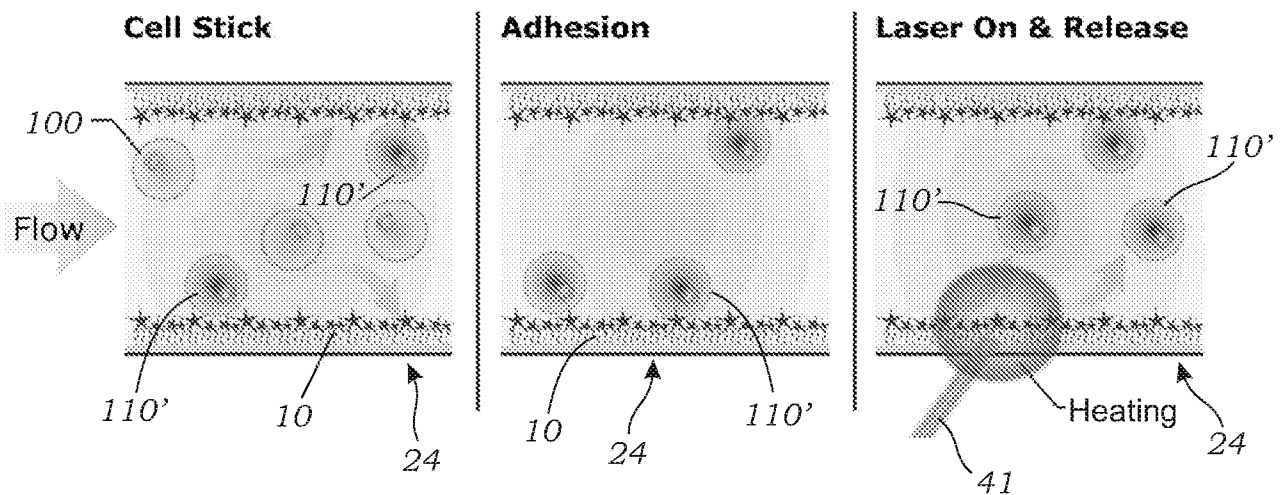 Cell Stick
Adhesion
Laser On & Release
100
110'
Flow
110'
10
24
10
24
110'
110'
110'
Heating
41
24